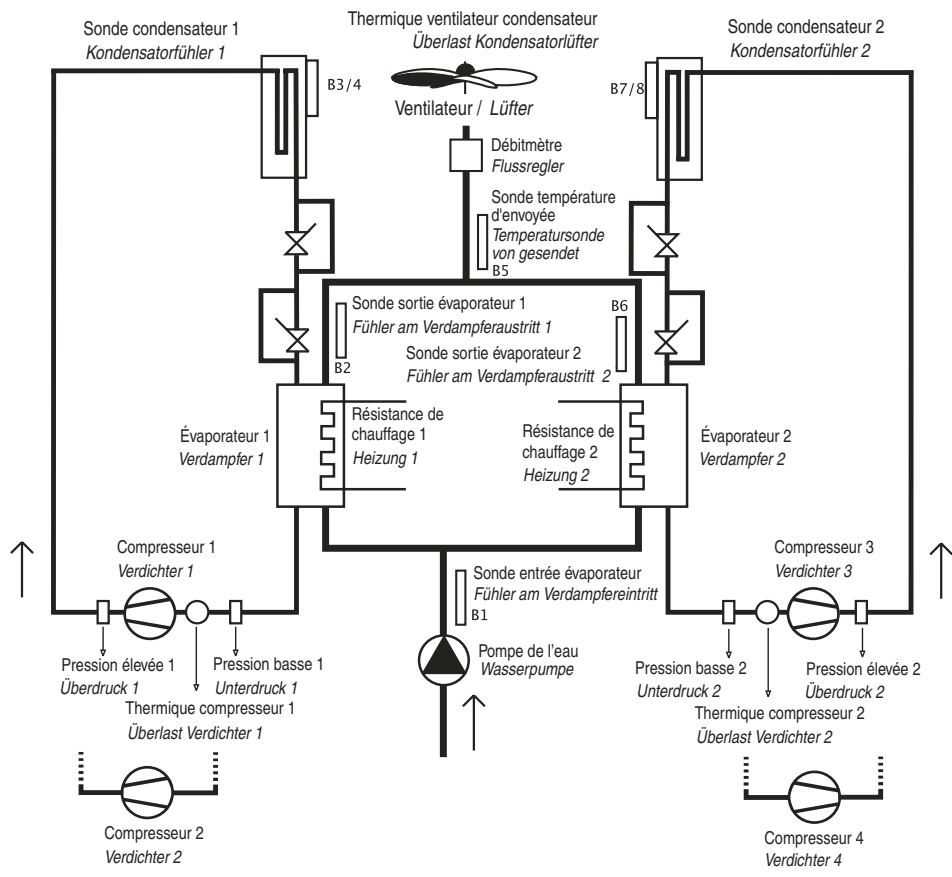 Sonde condensateur 1
Kondensatorfühler 1
Thermique ventilateur condensateur
Überlast Kondensatorlüfter
Sonde condensateur 2
Kondensatorfühler 2
B3/4
B7/8
Ventilateur / Lüfter
Débitmètre
Flussregler
Sonde température
d'envoyée
Temperatursonde
von gesendet
B5
Sonde sortie évaporateur 1
Fühler am Verdampferaustritt 1
B2
B6
Sonde sortie évaporateur 2
Fühler am Verdampferaustritt 2
Évaporateur 1
Verdampfer 1
Résistance de
chauffage 1
Heizung 1
Résistance de
chauffage 2
Heizung 2
Évaporateur 2
Verdampfer 2
Compresseur 1
Verdichter 1
Sonde entrée évaporateur
Fühler am Verdampfereintritt
B1
Compresseur 3
Verdichter 3
Pression élevée 1
Überdruck 1
Pression basse 1
Unterdruck 1
Pompe de l'eau
Wasserpumpe
Pression basse 2
Unterdruck 2
Pression élevée 2
Überdruck 2
Thermique compresseur 1
Überlast Verdichter 1
Thermique compresseur 2
Überlast Verdichter 2
Compresseur 2
Verdichter 2
Compresseur 4
Verdichter 4